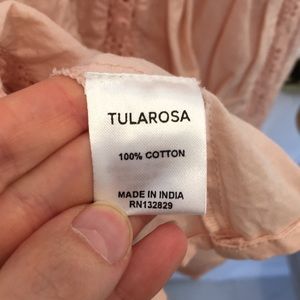 TULAROSA
100% COTTON
MADE IN INDIA
RN132829